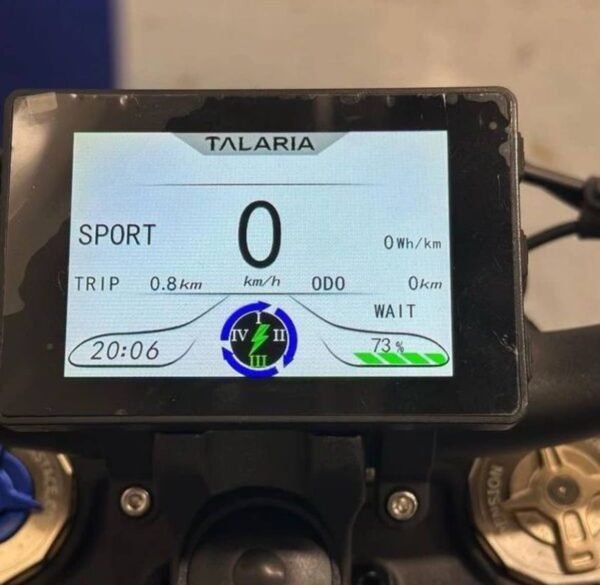 TALARIA
SPORT 0 0Wh/km
TRIP 0.8km km/h ODO 0km
WAIT
I
IV II
III
20:06 73%